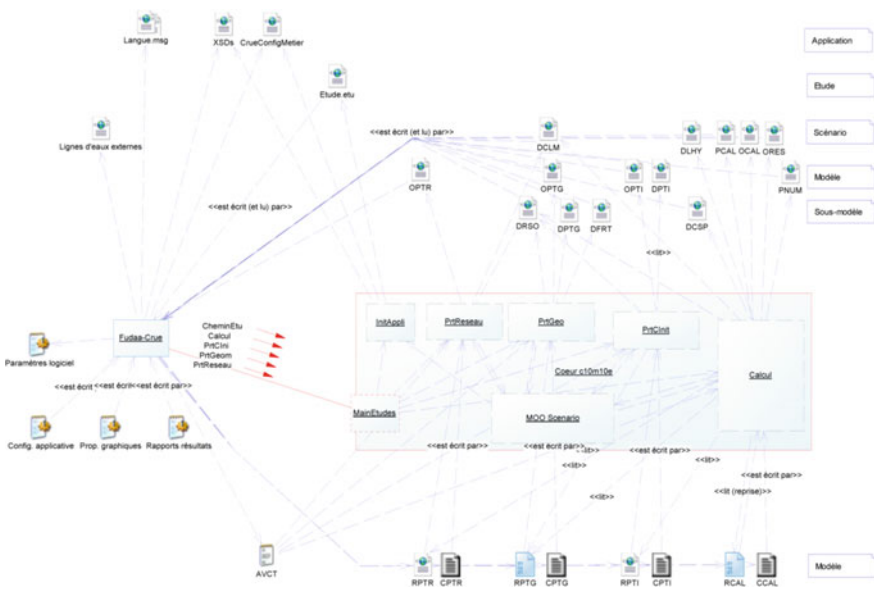 Langue.msg
XSDs
CrueConfigMetier
Application
Etude.etu
Etude
<<est écrit (et lu) par>>
Lignes d'eaux externes
DCLM
DLHY
PCAL
OCAL
ORES
Scénario
OPTR
OPTG
OPTI
DPTI
PNUM
Modèle
<<est écrit (et lu) par>>
DRSO
DPTG
DFRT
DCSP
Sous-modèle
<<lit>>
CheminEtu
Calcul
PrtCIni
PrtGeom
PrtReseau
Fudaa-Crue
InitAppli
PrtReseau
PrtGeo
PrtCInit
Calcul
Paramètres logiciel
Coeur c10m10e
<<est écrit
<<est écrit
<<est écrit par>>
MainEtudes
MOO Scenario
Config. applicative
Prop. graphiques
Rapports résultats
<<est écrit par>>
<<est écrit par>>
<<lit>>
<<est écrit par>>
<<lit>>
<<lit>>
<<est écrit par>>
<<lit (reprise)>>
<<lit>>
AVCT
RPTR
CPTR
RPTG
CPTG
RPTI
CPTI
RCAL
CCAL
Modèle